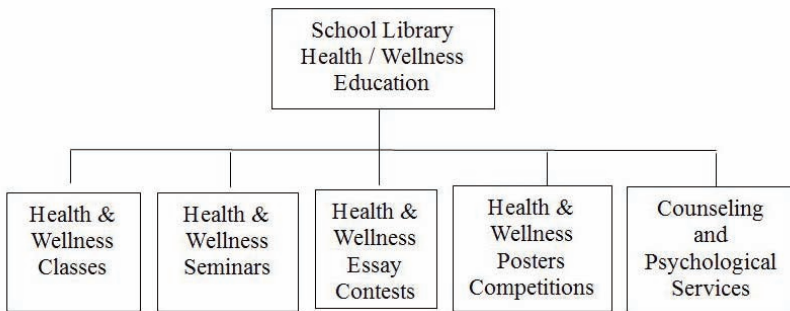 School Library
Health / Wellness
Education
Health &
Wellness
Classes
Health &
Wellness
Seminars
Health &
Wellness
Essay
Contests
Health &
Wellness
Posters
Competitions
Counseling
and
Psychological
Services